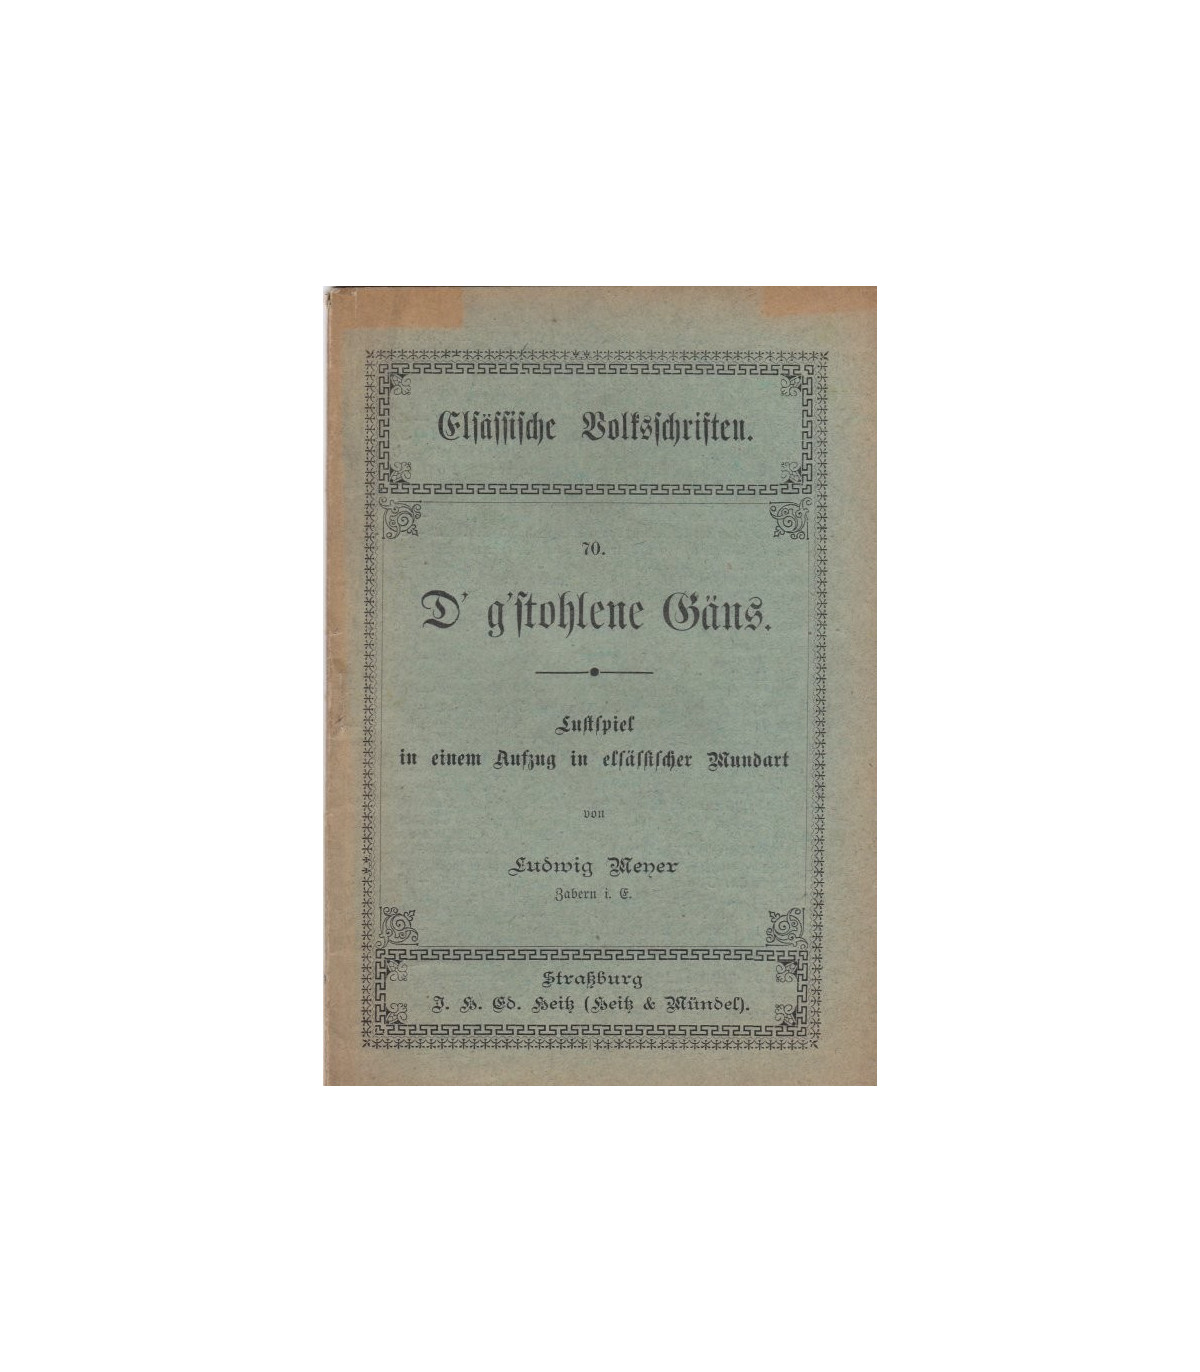 Elsässische Volksschriften.
70.
D' g'stohlene Gäns.
Lustspiel
in einem Aufzug in elsässischer Mundart
von
Ludwig Meyer
Zabern i. E.
Straßburg
J. H. Ed. Heitz (Heitz & Mündel).